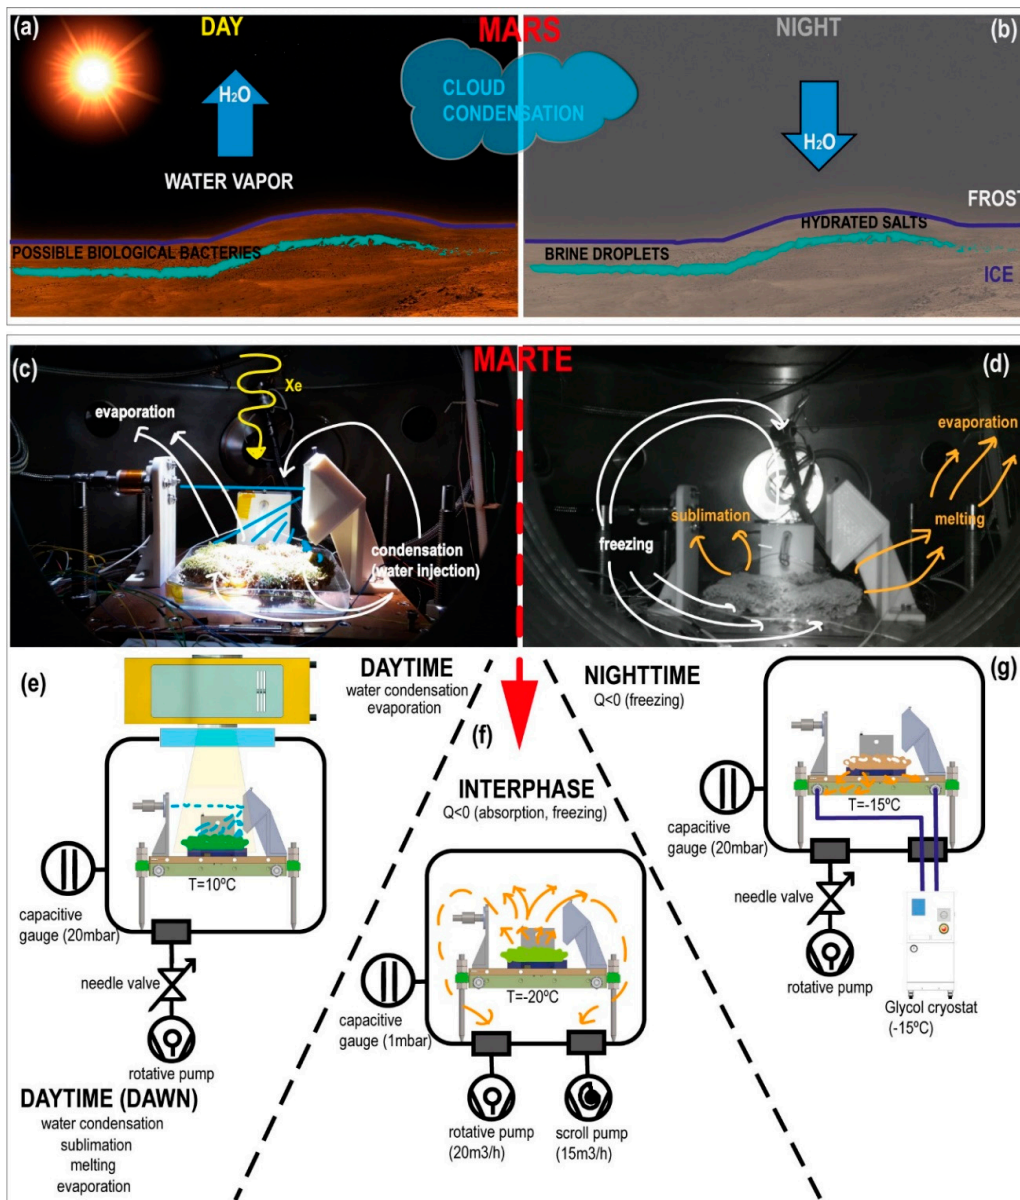 (a)
DAY
MARS
NIGHT
(b)
H₂O
CLOUD
CONDENSATION
H₂O
WATER VAPOR
FROST
HYDRATED SALTS
POSSIBLE BIOLOGICAL BACTERIES
BRINE DROPLETS
ICE
MARTE
(c)
(d)
Xe
evaporation
evaporation
sublimation
melting
freezing
condensation
(water injection)
(e)
DAYTIME
water condensation
evaporation
NIGHTTIME
Q<0 (freezing)
(g)
(f)
INTERPHASE
Q<0 (absorption, freezing)
T=10ºC
capacitive
gauge (20mbar)
needle valve
rotative pump
DAYTIME (DAWN)
water condensation
sublimation
melting
evaporation
T=-20ºC
capacitive
gauge (1mbar)
rotative pump
(20m3/h)
scroll pump
(15m3/h)
T=-15ºC
capacitive
gauge (20mbar)
needle valve
rotative pump
Glycol cryostat
(-15ºC)